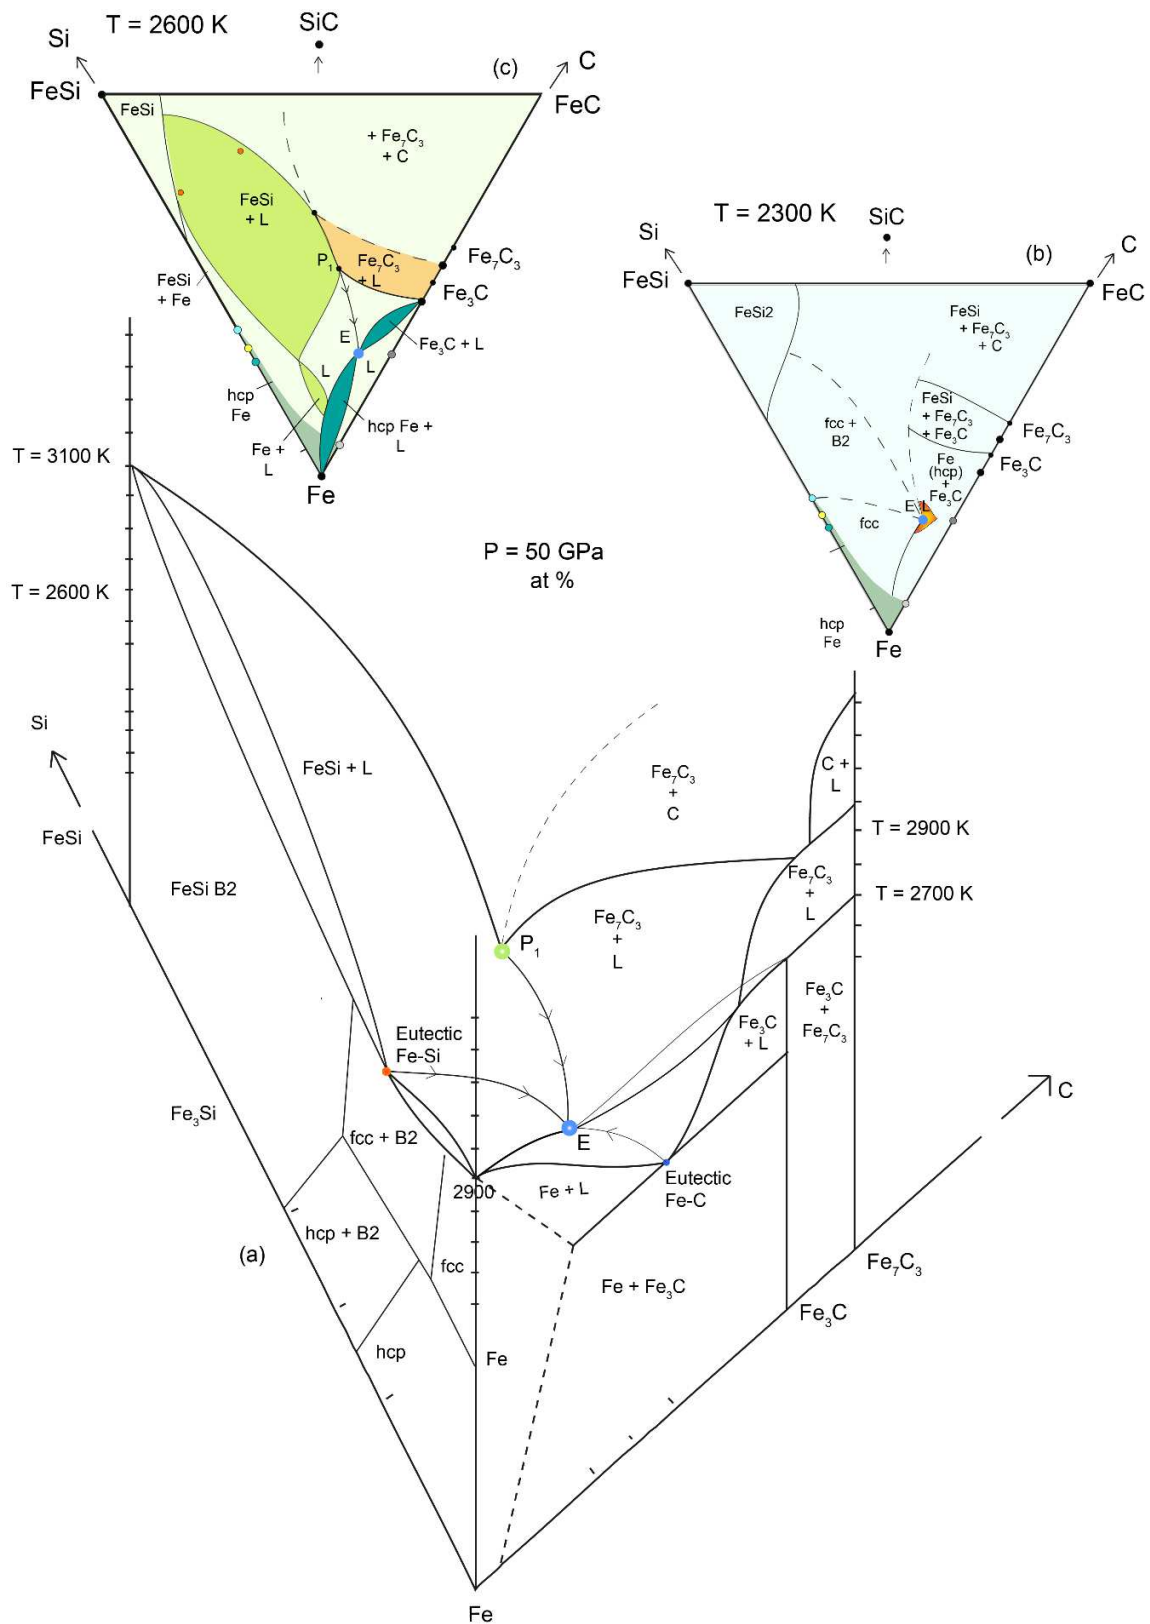 T = 2600 K
SiC
Si
C
(c)
FeSi
FeC
FeSi
+ Fe7C3
+ C
FeSi
+ L
P1
Fe7C3
+ L
Fe7C3
Fe3C
FeSi
+ Fe
E
L
Fe3C + L
L
hcp
Fe
Fe +
L
hcp Fe +
L
Fe
T = 2300 K
SiC
Si
C
(b)
FeSi
FeC
FeSi2
FeSi
+ Fe7C3
+ C
FeSi
+ Fe7C3
+ Fe3C
fcc +
B2
Fe7C3
Fe3C
Fe
(hcp) +
Fe3C
E L
fcc
hcp
Fe
Fe
P = 50 GPa
at %
T = 3100 K
T = 2600 K
Si
FeSi
FeSi + L
FeSi B2
Fe7C3
+
C
C +
L
T = 2900 K
Fe7C3
+
L
T = 2700 K
Fe7C3
+
L
P1
Fe3C
+
Fe7C3
Fe3C
+ L
Eutectic
Fe-Si
C
Fe3Si
fcc + B2
E
2900
Fe + L
Eutectic
Fe-C
hcp + B2
(a)
fcc
Fe + Fe3C
Fe7C3
Fe3C
hcp
Fe
Fe